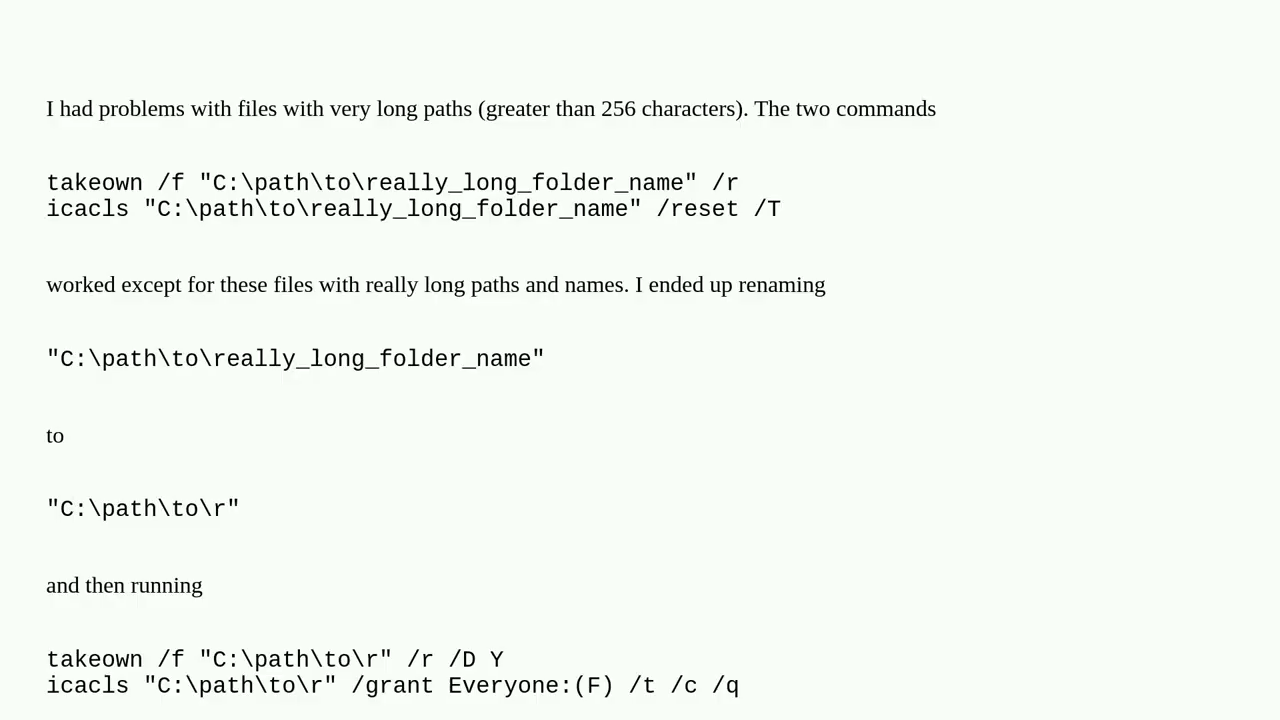 I had problems with files with very long paths (greater than 256 characters). The two commands
takeown /f "C:\path\to\really_long_folder_name" /r
icacls "C:\path\to\really_long_folder_name" /reset /T
worked except for these files with really long paths and names. I ended up renaming
"C:\path\to\really_long_folder_name"
to
"C:\path\to\r"
and then running
takeown /f "C:\path\to\r" /r /D Y
icacls "C:\path\to\r" /grant Everyone:(F) /t /c /q